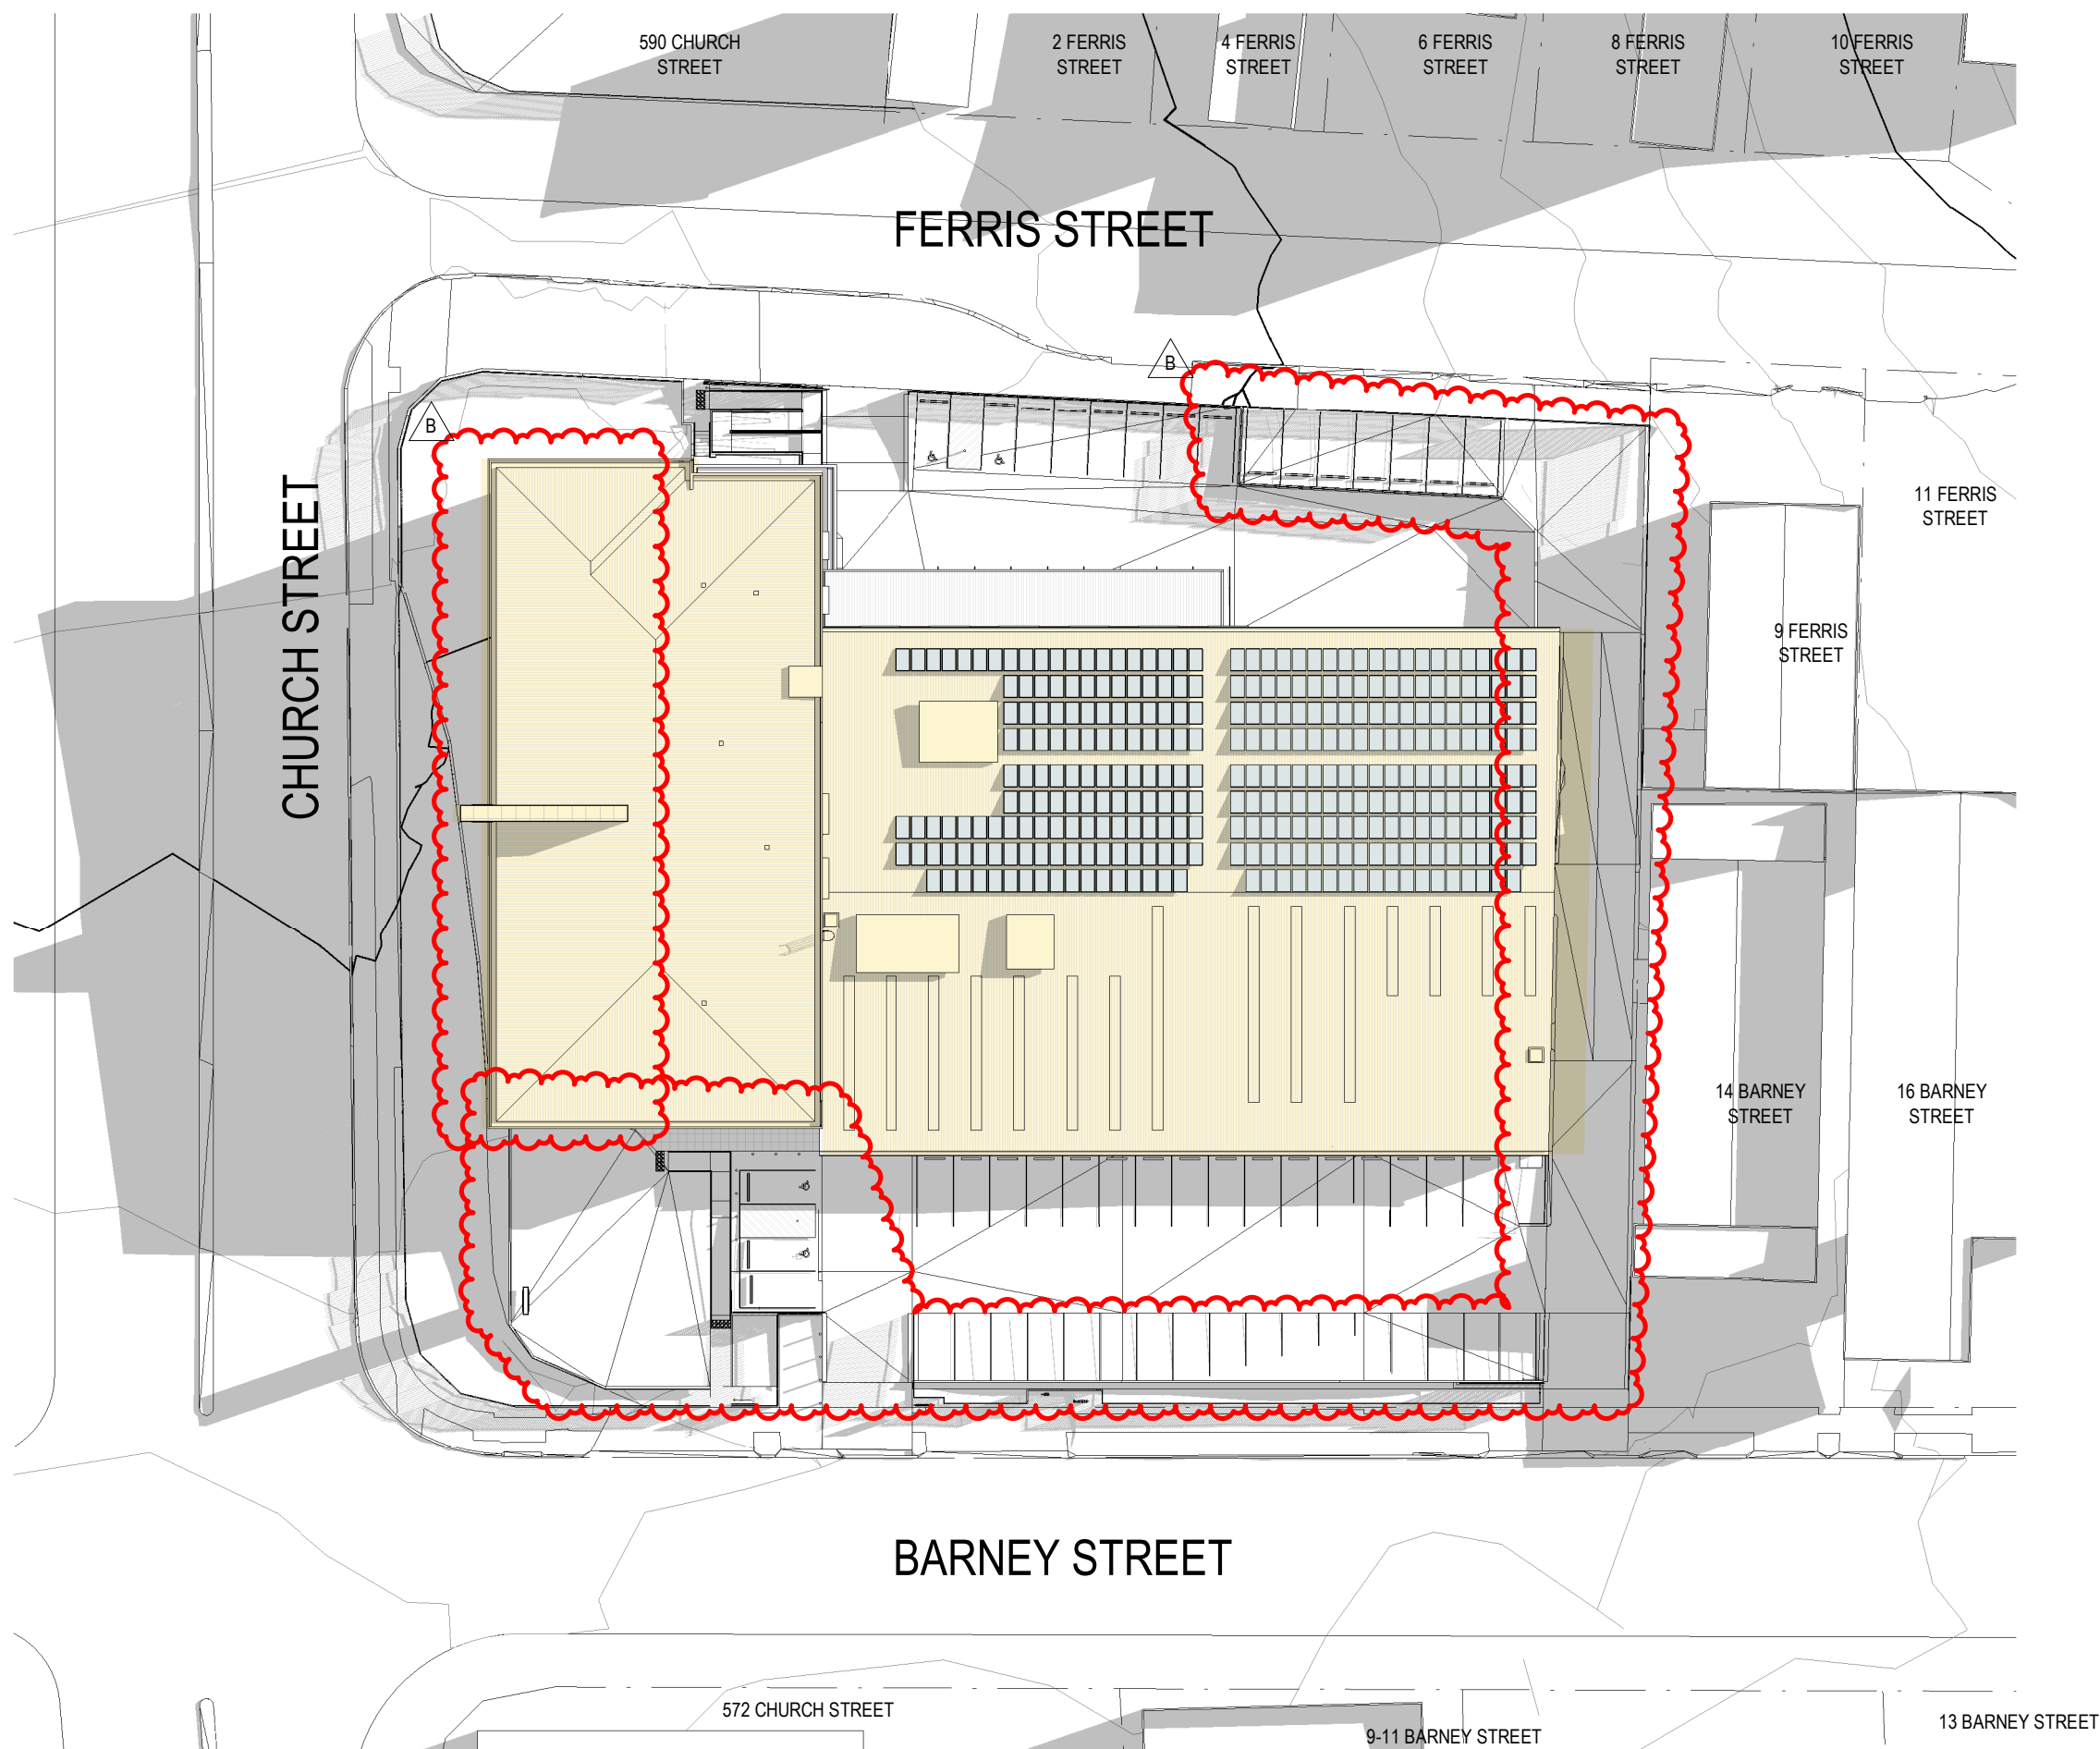 590 CHURCH
STREET
2 FERRIS
STREET
4 FERRIS
STREET
6 FERRIS
STREET
8 FERRIS
STREET
10 FERRIS
STREET
FERRIS STREET
B
B
CHURCH STREET
11 FERRIS
STREET
9 FERRIS
STREET
14 BARNEY
STREET
16 BARNEY
STREET
BARNEY STREET
572 CHURCH STREET
9-11 BARNEY STREET
13 BARNEY STREET